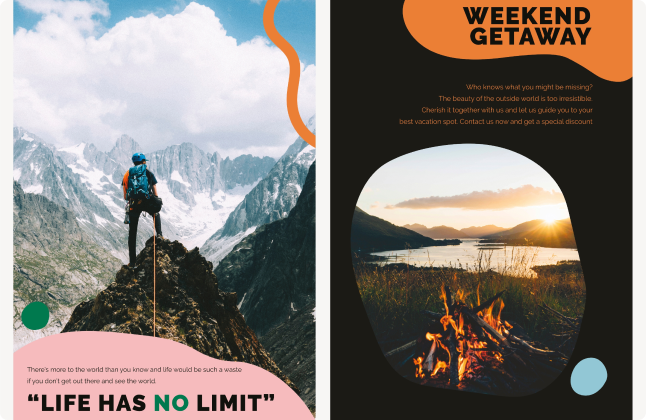 There's more to the world than you know and life would be such a waste
if you don't get out there and see the world.
“LIFE HAS NO LIMIT”
WEEKEND
GETAWAY
Who knows what you might be missing?
The beauty of the outside world is too irresistible.
Cherish it together with us and let us guide you to your
best vacation spot. Contact us now and get a special discount